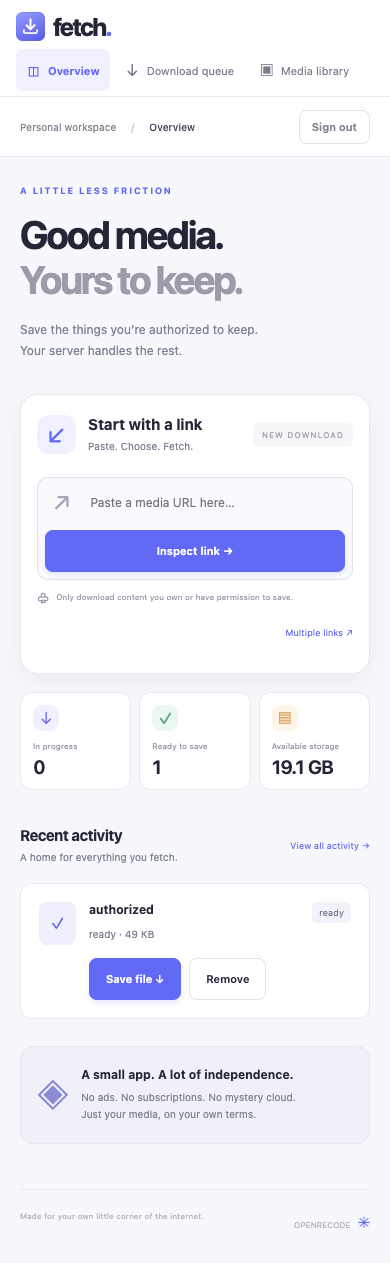 fetch.
Overview
Download queue
Media library
Personal workspace / Overview
Sign out
A LITTLE LESS FRICTION
Good media.
Yours to keep.
Save the things you’re authorized to keep.
Your server handles the rest.
Start with a link
Paste. Choose. Fetch.
NEW DOWNLOAD
Paste a media URL here...
Inspect link →
Only download content you own or have permission to save.
Multiple links ↗
In progress
0
Ready to save
1
Available storage
19.1 GB
Recent activity
A home for everything you fetch.
View all activity →
authorized
ready · 49 KB
ready
Save file ↓
Remove
A small app. A lot of independence.
No ads. No subscriptions. No mystery cloud.
Just your media, on your own terms.
Made for your own little corner of the internet.
OPENRECODE